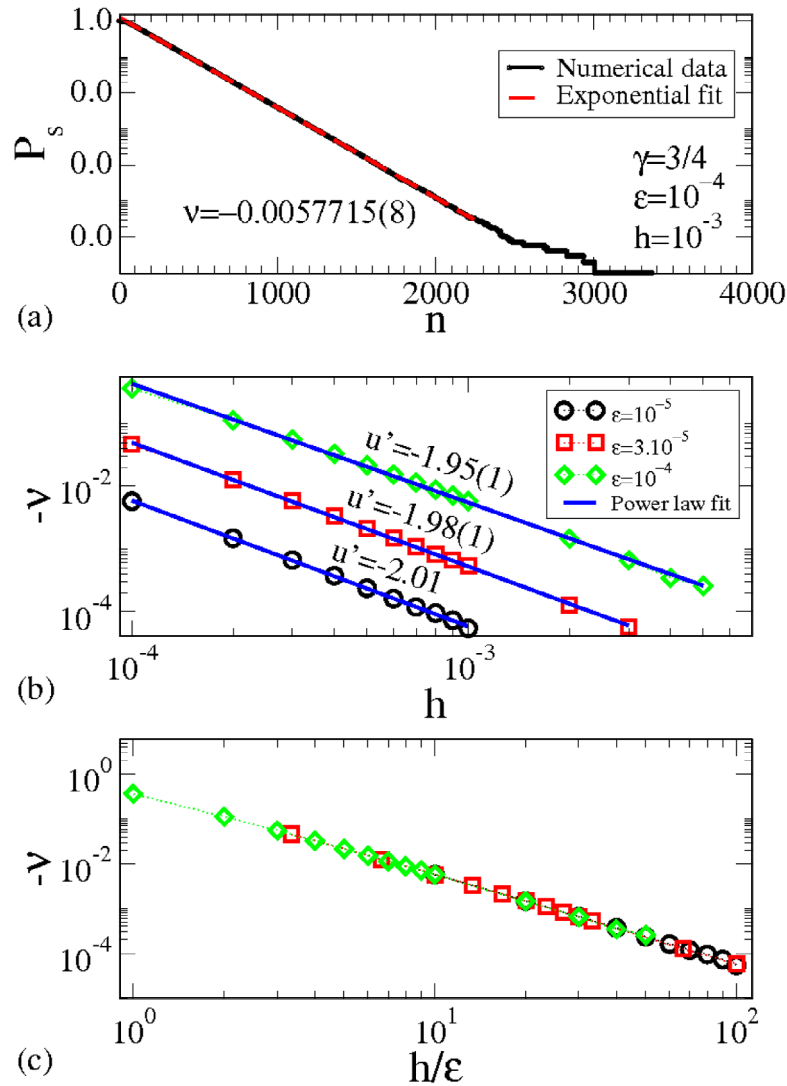 1.0
0.0
0.0
0.0
P_s
Numerical data
Exponential fit
γ=3/4
ε=10⁻⁴
h=10⁻³
ν=−0.0057715(8)
0 1000 2000 3000 4000
n
(a)
10⁻²
10⁻⁴
-ν
ε=10⁻⁵
ε=3.10⁻⁵
ε=10⁻⁴
Power law fit
u'=-1.95(1)
u'=-1.98(1)
u'=-2.01
10⁻⁴ 10⁻³
h
(b)
10⁰
10⁻²
10⁻⁴
-ν
10⁰ 10¹ 10²
h/ε
(c)